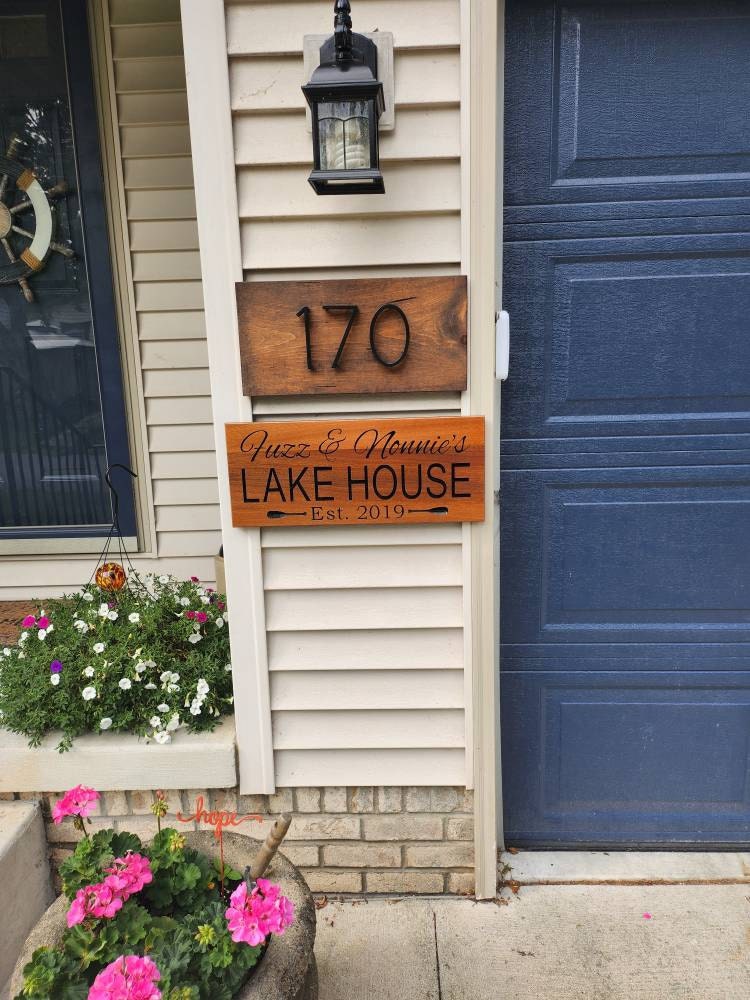 170
Fuzz & Nonnie's
LAKE HOUSE
Est. 2019
hope